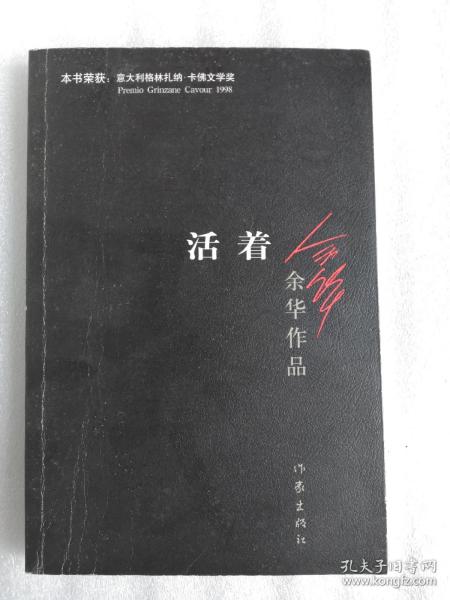 本书荣获：意大利格林扎纳·卡佛文学奖
Premio Grinzane Cavour 1998
活着
余华
余华作品
作家出版社
孔夫子旧书网
www.kongfz.com